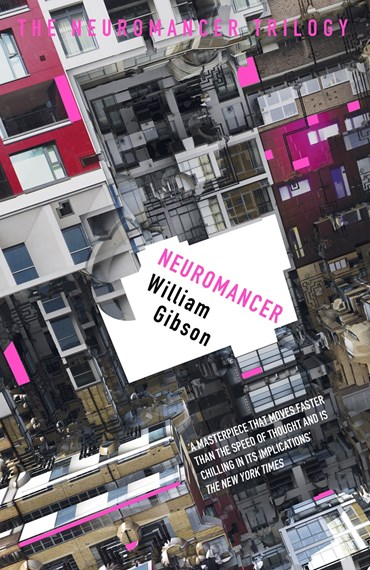 THE NEUROMANCER TRILOGY
NEUROMANCER
William
Gibson
'A MASTERPIECE THAT MOVES FASTER
THAN THE SPEED OF THOUGHT AND IS
CHILLING IN ITS IMPLICATIONS'
THE NEW YORK TIMES